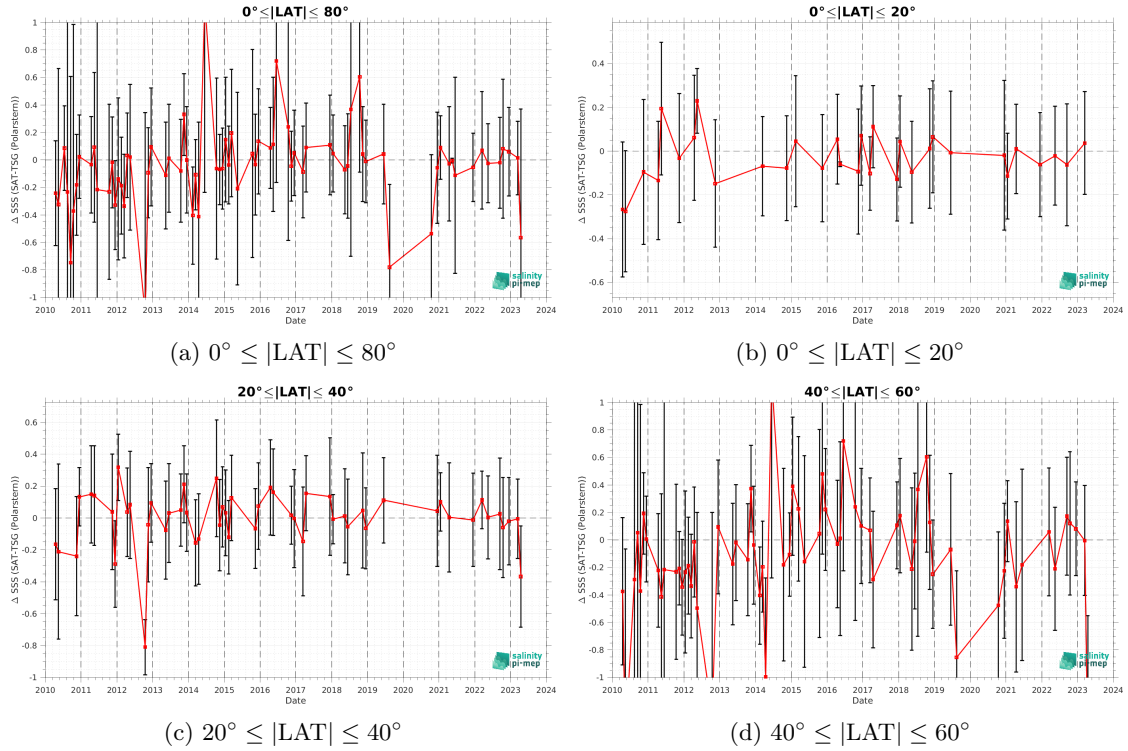 0°≤|LAT|≤ 80°
Δ SSS (SAT-TSG (Polarstern))
1
0.8
0.6
0.4
0.2
0
-0.2
-0.4
-0.6
-0.8
-1
2010 2011 2012 2013 2014 2015 2016 2017 2018 2019 2020 2021 2022 2023 2024
Date
salinity
pi-mep
(a) 0° ≤ |LAT| ≤ 80°
0°≤|LAT|≤ 20°
Δ SSS (SAT-TSG (Polarstern))
0.4
0.2
0
-0.2
-0.4
-0.6
2010 2011 2012 2013 2014 2015 2016 2017 2018 2019 2020 2021 2022 2023 2024
Date
salinity
pi-mep
(b) 0° ≤ |LAT| ≤ 20°
20°≤|LAT|≤ 40°
Δ SSS (SAT-TSG (Polarstern))
0.6
0.4
0.2
0
-0.2
-0.4
-0.6
-0.8
-1
2010 2011 2012 2013 2014 2015 2016 2017 2018 2019 2020 2021 2022 2023 2024
Date
salinity
pi-mep
(c) 20° ≤ |LAT| ≤ 40°
40°≤|LAT|≤ 60°
Δ SSS (SAT-TSG (Polarstern))
1
0.8
0.6
0.4
0.2
0
-0.2
-0.4
-0.6
-0.8
-1
2010 2011 2012 2013 2014 2015 2016 2017 2018 2019 2020 2021 2022 2023 2024
Date
salinity
pi-mep
(d) 40° ≤ |LAT| ≤ 60°